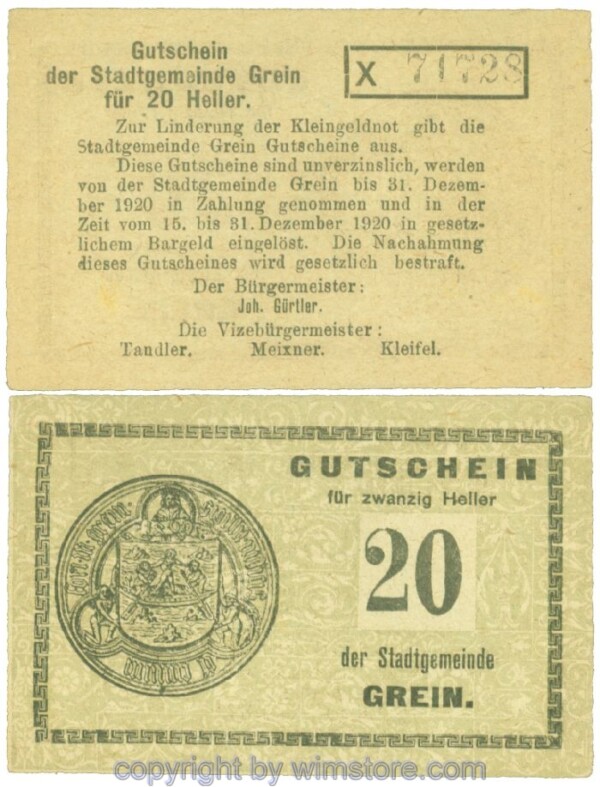 Gutschein
der Stadtgemeinde Grein
für 20 Heller.
X 71728
Zur Linderung der Kleingeldnot gibt die
Stadtgemeinde Grein Gutscheine aus.
Diese Gutscheine sind unverzinslich, werden
von der Stadtgemeinde Grein bis 31. Dezem-
ber 1920 in Zahlung genommen und in der
Zeit vom 15. bis 31. Dezember 1920 in gesetz-
lichem Bargeld eingelöst. Die Nachahmung
dieses Gutscheines wird gesetzlich bestraft.
Der Bürgermeister:
Joh. Gürtler.
Die Vizebürgermeister:
Tandler. Meixner. Kleifel.
GUTSCHEIN
für zwanzig Heller
20
der Stadtgemeinde
GREIN.
copyright by wimstore.com